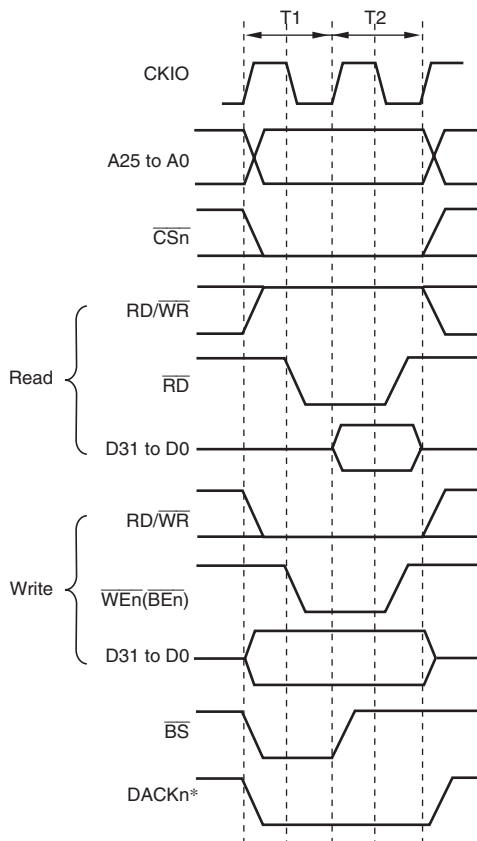 T1 T2
CKIO
A25 to A0
CSn
RD/WR
Read
RD
D31 to D0
RD/WR
Write
WEn(BEn)
D31 to D0
BS
DACKn*